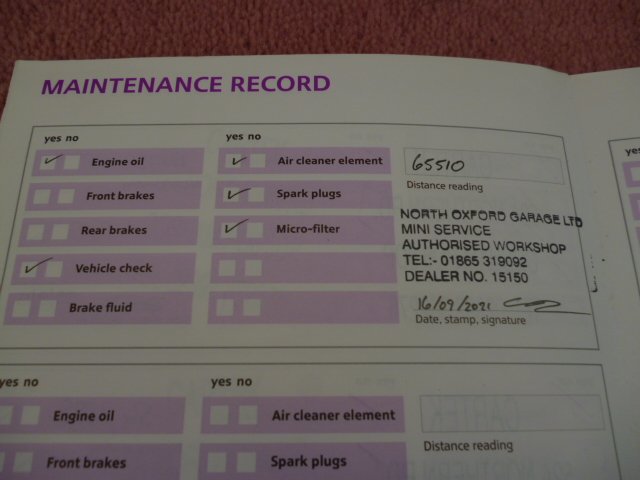 MAINTENANCE RECORD
yes no
Engine oil
Front brakes
Rear brakes
Vehicle check
Brake fluid
yes no
Air cleaner element
Spark plugs
Micro-filter
65510
Distance reading
NORTH OXFORD GARAGE LTD
MINI SERVICE
AUTHORISED WORKSHOP
TEL:- 01865 319092
DEALER NO. 15150
16/09/2021
Date, stamp, signature
yes no
Engine oil
Front brakes
yes no
Air cleaner element
Spark plugs
Distance reading
yes